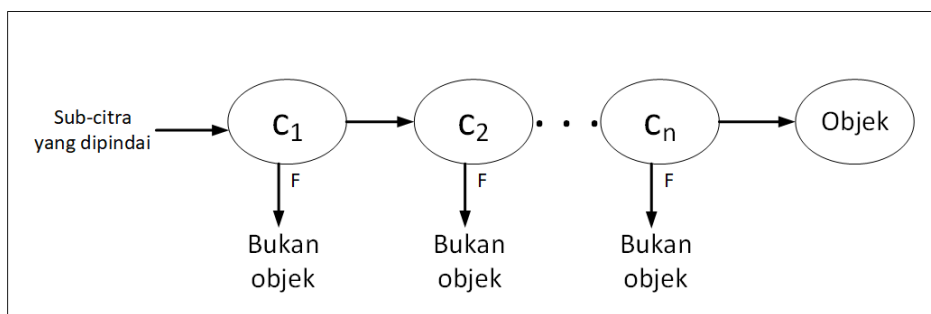 Sub-citra
yang dipindai
c1
c2
. . .
cn
Objek
F
F
F
Bukan
objek
Bukan
objek
Bukan
objek